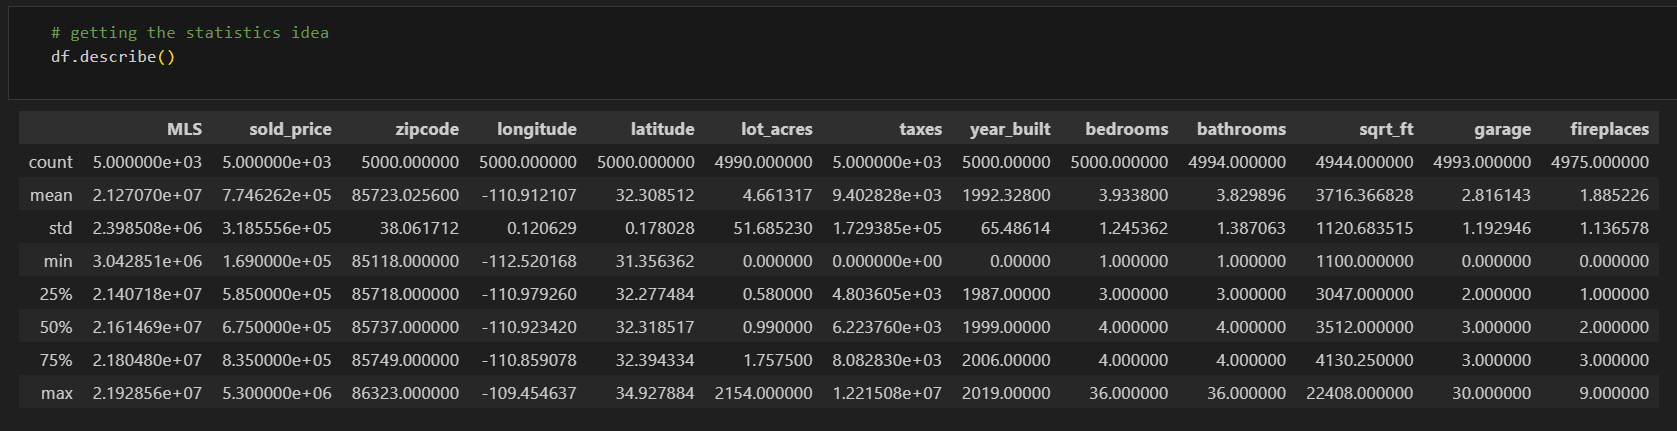 # getting the statistics idea
df.describe()
MLS sold_price zipcode longitude latitude lot_acres taxes year_built bedrooms bathrooms sqrt_ft garage fireplaces
count 5.000000e+03 5.000000e+03 5000.000000 5000.000000 5000.000000 4990.000000 5.000000e+03 5000.00000 5000.000000 4994.000000 4944.000000 4993.000000 4975.000000
mean 2.127070e+07 7.746262e+05 85723.025600 -110.912107 32.308512 4.661317 9.402828e+03 1992.32800 3.933800 3.829896 3716.366828 2.816143 1.885226
std 2.398508e+06 3.185556e+05 38.061712 0.120629 0.178028 51.685230 1.729385e+05 65.48614 1.245362 1.387063 1120.683515 1.192946 1.136578
min 3.042851e+06 1.690000e+05 85118.000000 -112.520168 31.356362 0.000000 0.000000e+00 0.00000 1.000000 1.000000 1100.000000 0.000000 0.000000
25% 2.140718e+07 5.850000e+05 85718.000000 -110.979260 32.277484 0.580000 4.803605e+03 1987.00000 3.000000 3.000000 3047.000000 2.000000 1.000000
50% 2.161469e+07 6.750000e+05 85737.000000 -110.923420 32.318517 0.990000 6.223760e+03 1999.00000 4.000000 4.000000 3512.000000 3.000000 2.000000
75% 2.180480e+07 8.350000e+05 85749.000000 -110.859078 32.394334 1.757500 8.082830e+03 2006.00000 4.000000 4.000000 4130.250000 3.000000 3.000000
max 2.192856e+07 5.300000e+06 86323.000000 -109.454637 34.927884 2154.000000 1.221508e+07 2019.00000 36.000000 36.000000 22408.000000 30.000000 9.000000